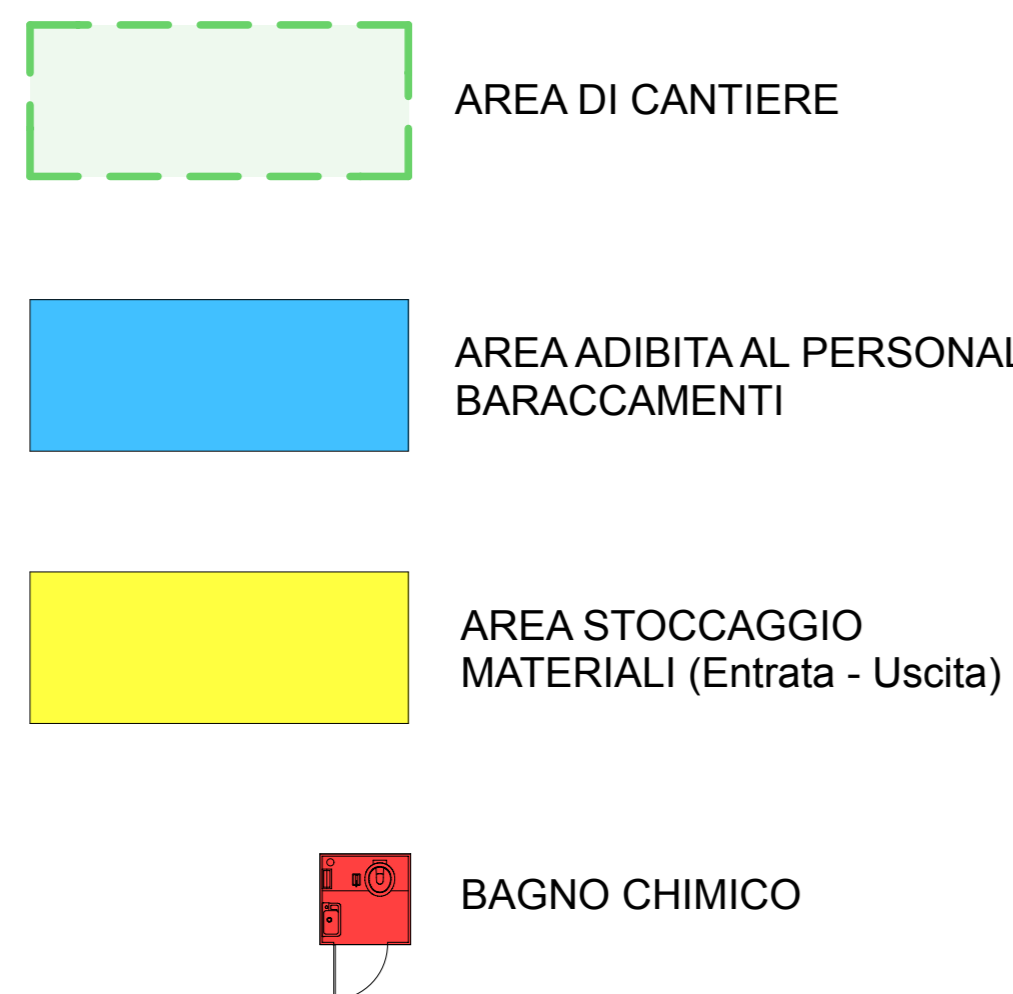 AREA DI CANTIERE
AREA ADIBITA AL PERSONAL
BARACCAMENTI
AREA STOCCAGGIO
MATERIALI (Entrata - Uscita)
BAGNO CHIMICO